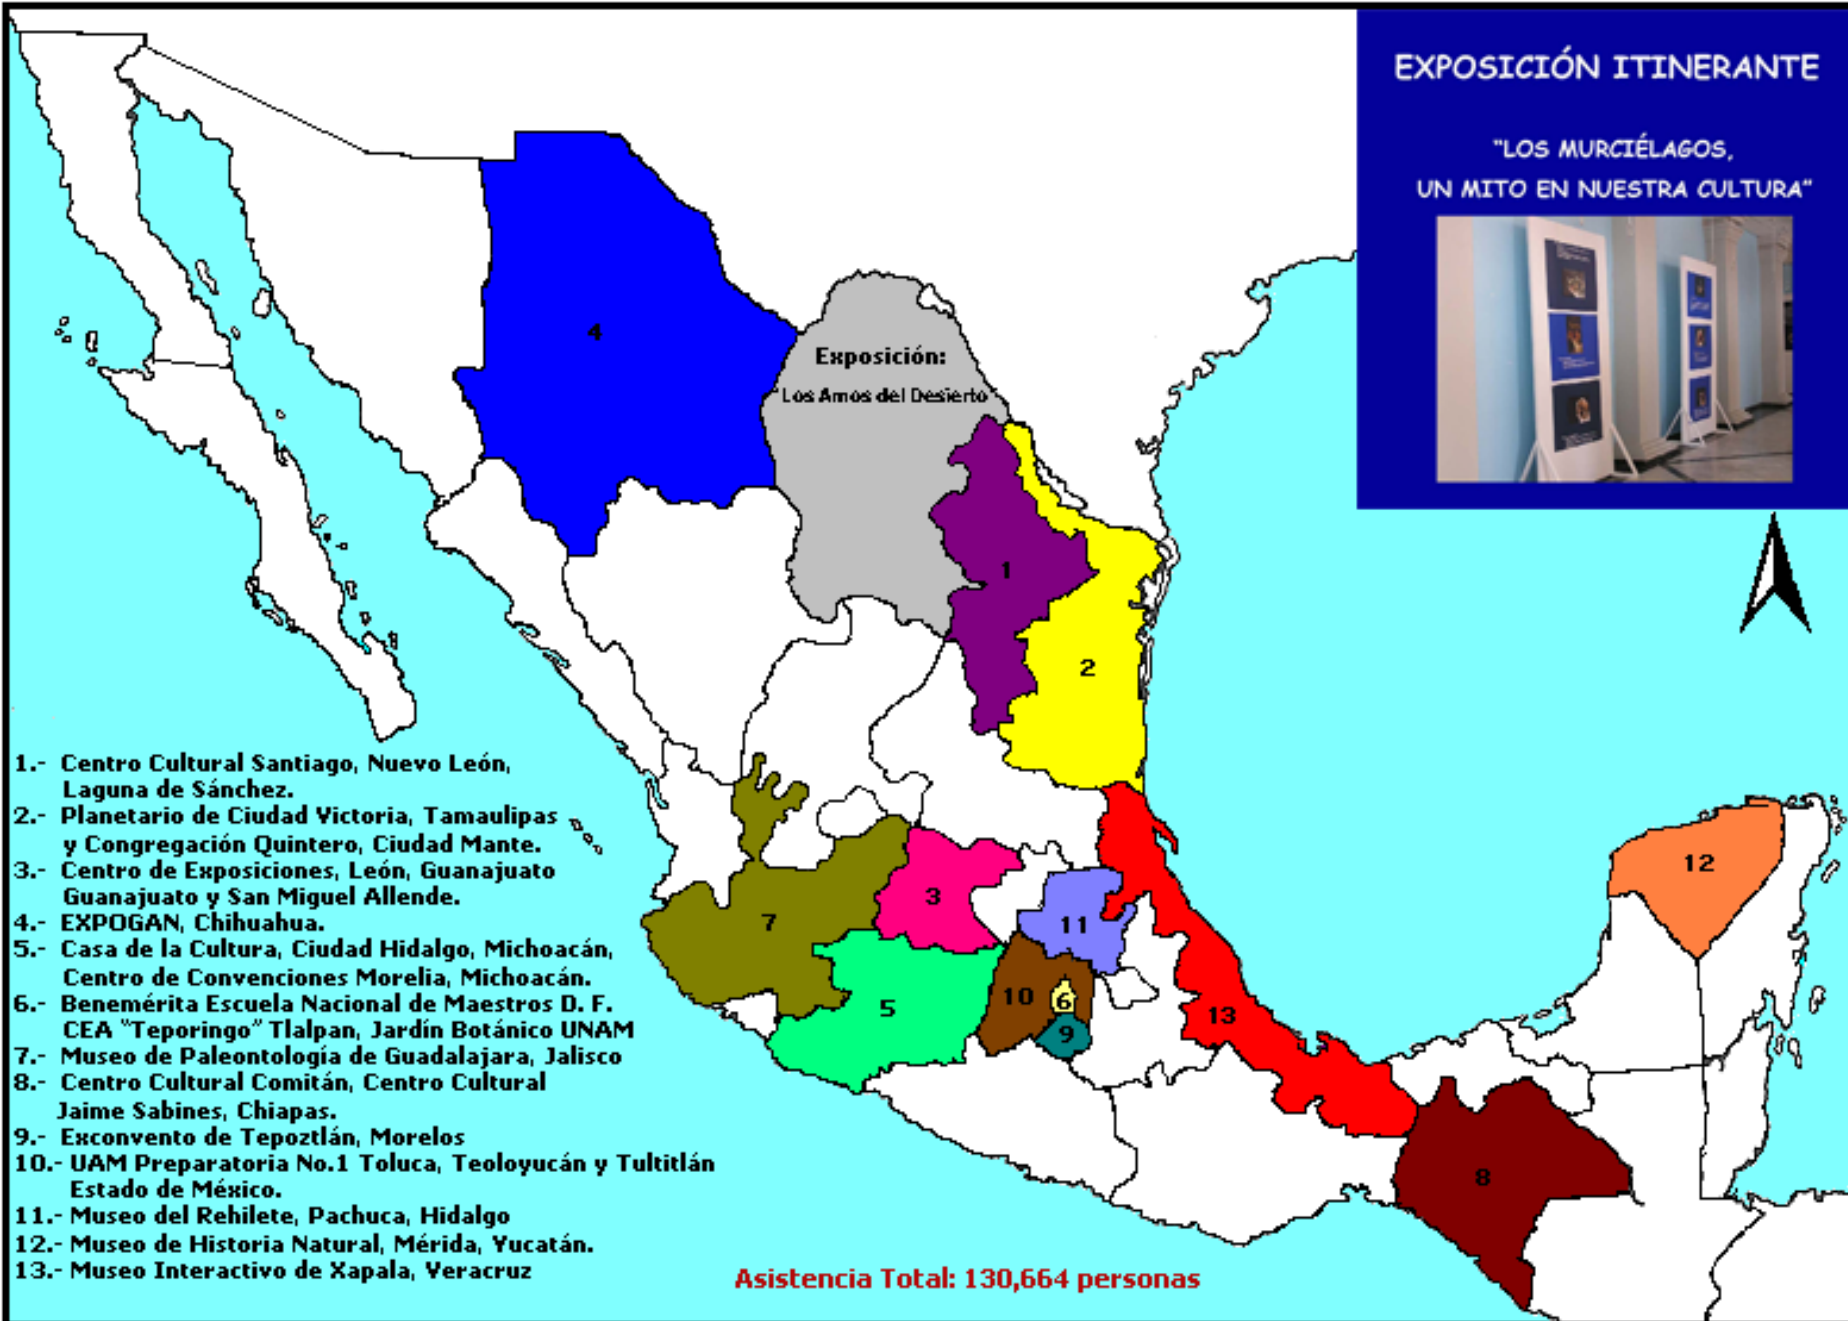 EXPOSICIÓN ITINERANTE
"LOS MURCIÉLAGOS,
UN MITO EN NUESTRA CULTURA"
4
Exposición:
"Los Amos del Desierto"
1
2
12
3
7
11
10
6
5
9
13
8
1.- Centro Cultural Santiago, Nuevo León,
Laguna de Sánchez.
2.- Planetario de Ciudad Victoria, Tamaulipas
y Congregación Quintero, Ciudad Mante.
3.- Centro de Exposiciones, León, Guanajuato
Guanajuato y San Miguel Allende.
4.- EXPOGAN, Chihuahua.
5.- Casa de la Cultura, Ciudad Hidalgo, Michoacán,
Centro de Convenciones Morelia, Michoacán.
6.- Benemérita Escuela Nacional de Maestros D. F.
CEA "Teporingo" Tlalpan, Jardín Botánico UNAM
7.- Museo de Paleontología de Guadalajara, Jalisco
8.- Centro Cultural Comitán, Centro Cultural
Jaime Sabines, Chiapas.
9.- Exconvento de Tepoztlán, Morelos
10.- UAM Preparatoria No.1 Toluca, Teoloyucán y Tultitlán
Estado de México.
11.- Museo del Rehilete, Pachuca, Hidalgo
12.- Museo de Historia Natural, Mérida, Yucatán.
13.- Museo Interactivo de Xapala, Veracruz
Asistencia Total: 130,664 personas